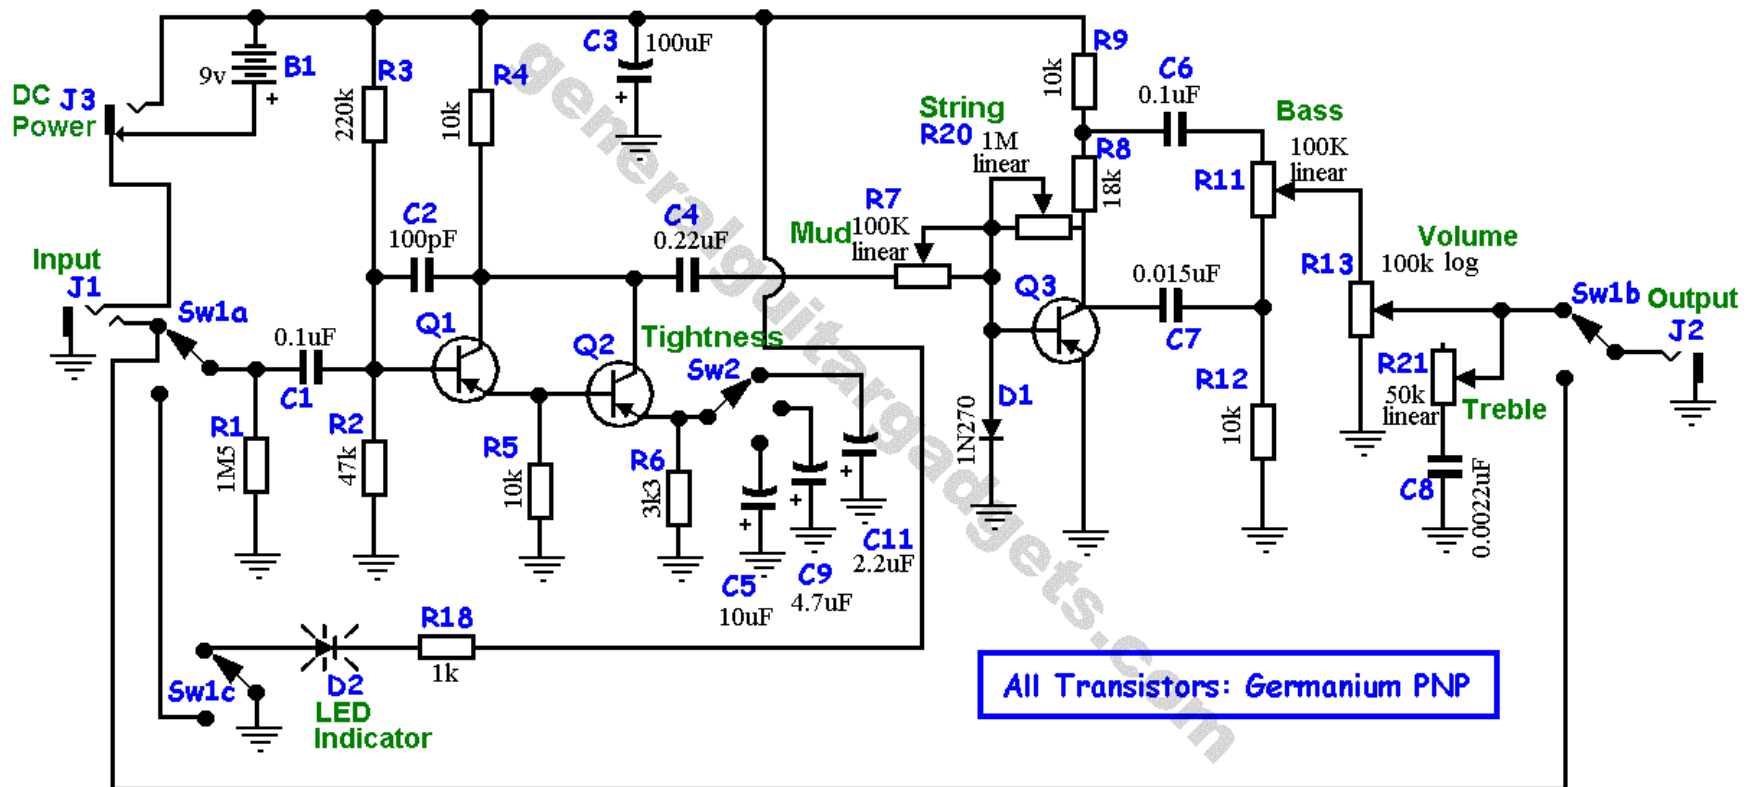 DC
J3
Power
9v
B1
+
R3
220k
R4
10k
C3
100uF
+
R9
10k
C6
0.1uF
Bass
String
R20
1M
linear
R8
18k
R11
100K
linear
Input
J1
Sw1a
C2
100pF
C4
0.22uF
Mud
R7
100K
linear
Volume
R13
100k log
0.1uF
C1
Q1
Q2
Tightness
Sw2
Q3
0.015uF
C7
Sw1b
Output
J2
R1
1M5
R2
47k
R5
10k
R6
3k3
D1
1N270
R12
10k
R21
50k
linear
Treble
C8
0.0022uF
+
+
+
C5
10uF
C9
4.7uF
C11
2.2uF
R18
1k
Sw1c
D2
LED
Indicator
All Transistors: Germanium PNP
generalguitargadgets.com